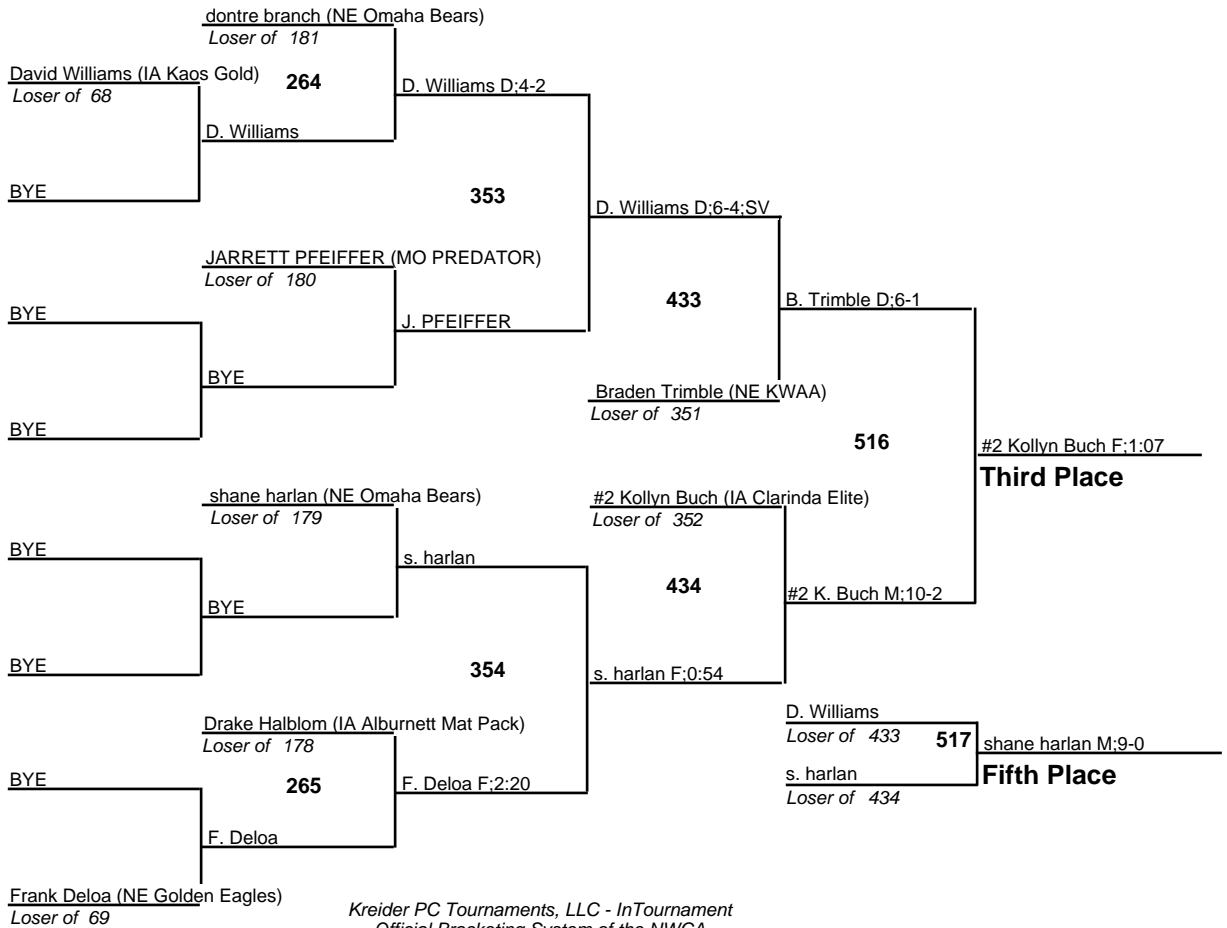 dontre branch (NE Omaha Bears)
Loser of 181
David Williams (IA Kaos Gold)
264
D. Williams D;4-2
Loser of 68
D. Williams
BYE
353
D. Williams D;6-4;SV
JARRETT PFEIFFER (MO PREDATOR)
Loser of 180
433
B. Trimble D;6-1
BYE
J. PFEIFFER
BYE
Braden Trimble (NE KWAA)
Loser of 351
BYE
516
#2 Kollyn Buch F;1:07
Third Place
shane harlan (NE Omaha Bears)
#2 Kollyn Buch (IA Clarinda Elite)
Loser of 179
Loser of 352
BYE
s. harlan
434
#2 K. Buch M;10-2
BYE
BYE
354
s. harlan F;0:54
D. Williams
Drake Halblom (IA Alburnett Mat Pack)
Loser of 433
517
shane harlan M;9-0
Loser of 178
BYE
265
F. Deloa F;2:20
s. harlan
Fifth Place
Loser of 434
F. Deloa
Frank Deloa (NE Golden Eagles)
Loser of 69
Kreider PC Tournaments, LLC - InTournament
Official Bracketing System of the NWCA